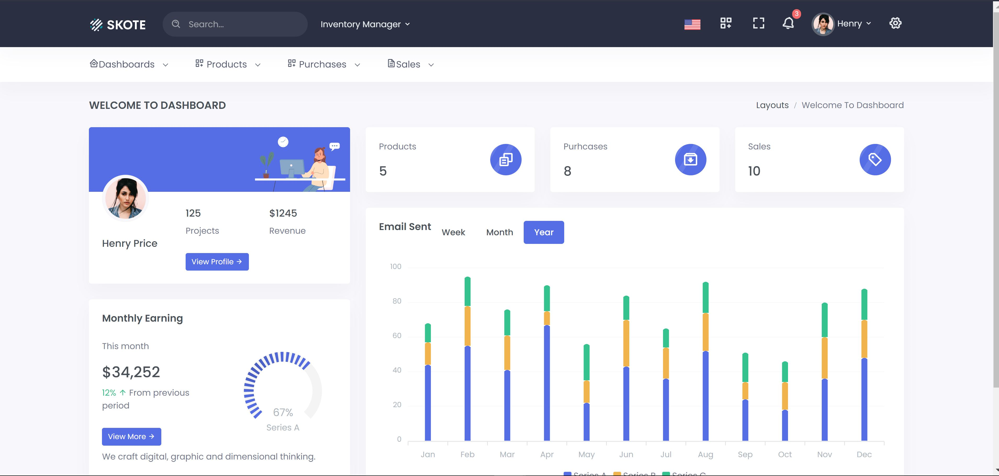 SKOTE
Search...
Inventory Manager
3
Henry
Dashboards
Products
Purchases
Sales
WELCOME TO DASHBOARD
Layouts / Welcome To Dashboard
125
Projects
$1245
Revenue
Henry Price
View Profile →
Monthly Earning
This month
$34,252
12% ↑ From previous
period
67%
Series A
View More →
We craft digital, graphic and dimensional thinking.
Products
5
Purhcases
8
Sales
10
Email Sent
Week
Month
Year
100
80
60
40
20
0
Jan Feb Mar Apr May Jun Jul Aug Sep Oct Nov Dec
Series A Series B Series C